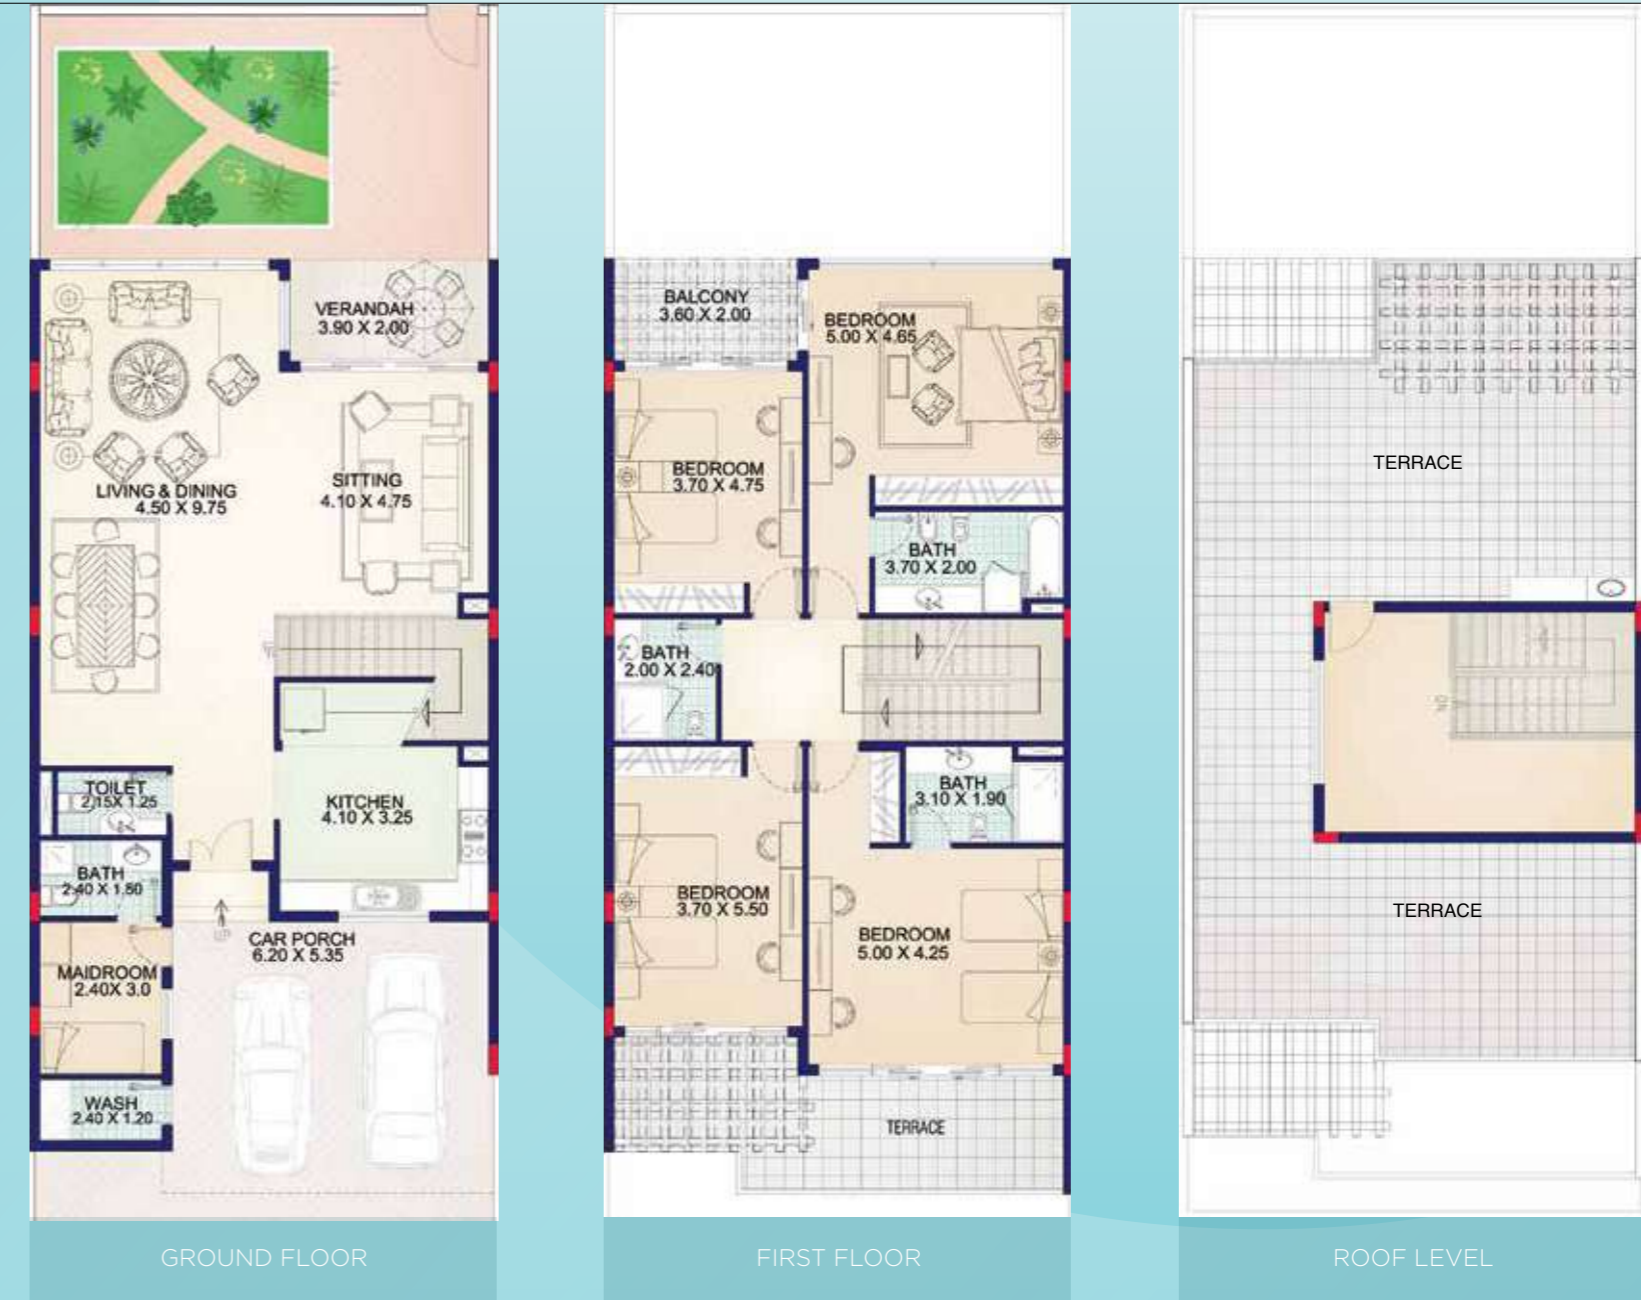 VERANDAH
3.90 X 2.00
LIVING & DINING
4.50 X 9.75
SITTING
4.10 X 4.75
TOILET
2.15X 1.25
KITCHEN
4.10 X 3.25
BATH
2.40 X 1.50
UP
CAR PORCH
6.20 X 5.35
MAIDROOM
2.40X 3.0
WASH
2.40 X 1.20
GROUND FLOOR
BALCONY
3.60 X 2.00
BEDROOM
5.00 X 4.65
BEDROOM
3.70 X 4.75
BATH
3.70 X 2.00
BATH
2.00 X 2.40
BATH
3.10 X 1.90
BEDROOM
3.70 X 5.50
BEDROOM
5.00 X 4.25
TERRACE
FIRST FLOOR
TERRACE
DN
TERRACE
ROOF LEVEL